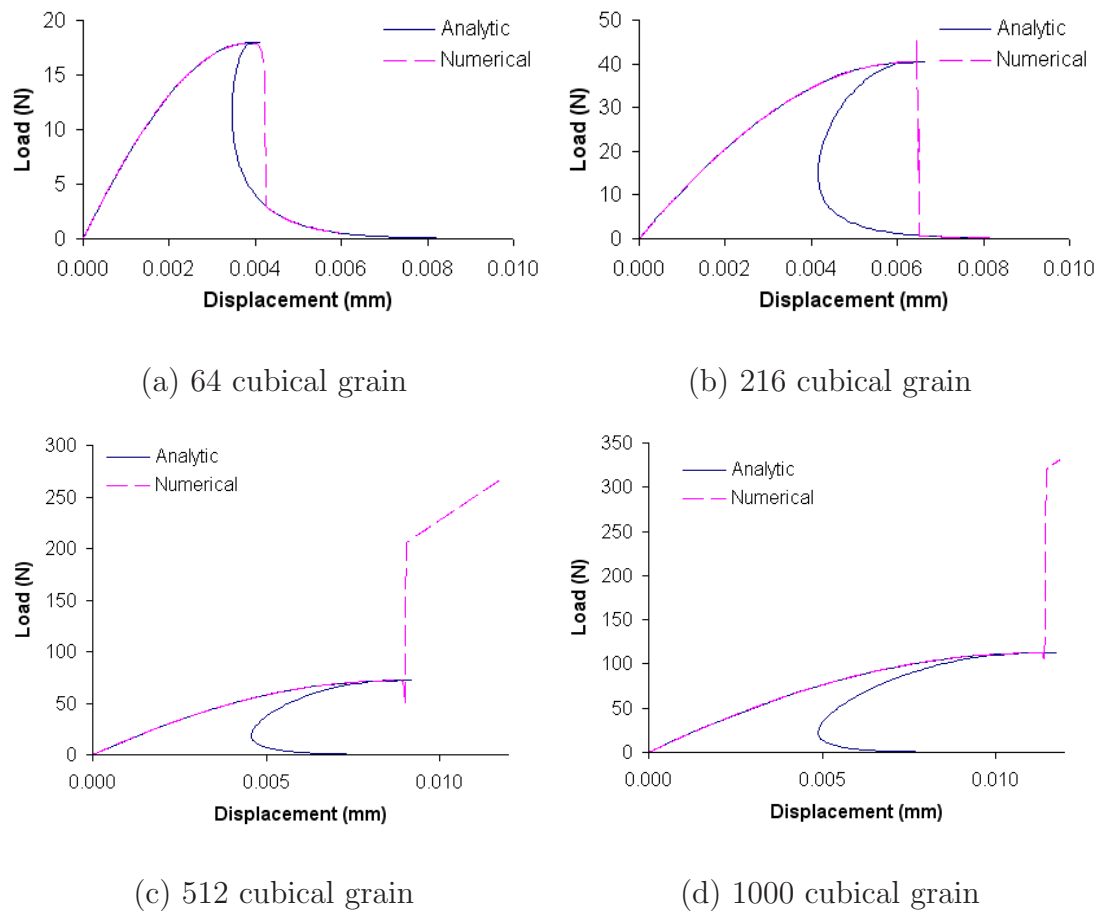 20
15
10
5
0
Load (N)
0.000 0.002 0.004 0.006 0.008 0.010
Displacement (mm)
Analytic
Numerical
(a) 64 cubical grain
50
40
30
20
10
0
Load (N)
0.000 0.002 0.004 0.006 0.008 0.010
Displacement (mm)
Analytic
Numerical
(b) 216 cubical grain
300
250
200
150
100
50
0
Load (N)
0.000 0.005 0.010
Displacement (mm)
Analytic
Numerical
(c) 512 cubical grain
350
300
250
200
150
100
50
0
Load (N)
0.000 0.005 0.010
Displacement (mm)
Analytic
Numerical
(d) 1000 cubical grain